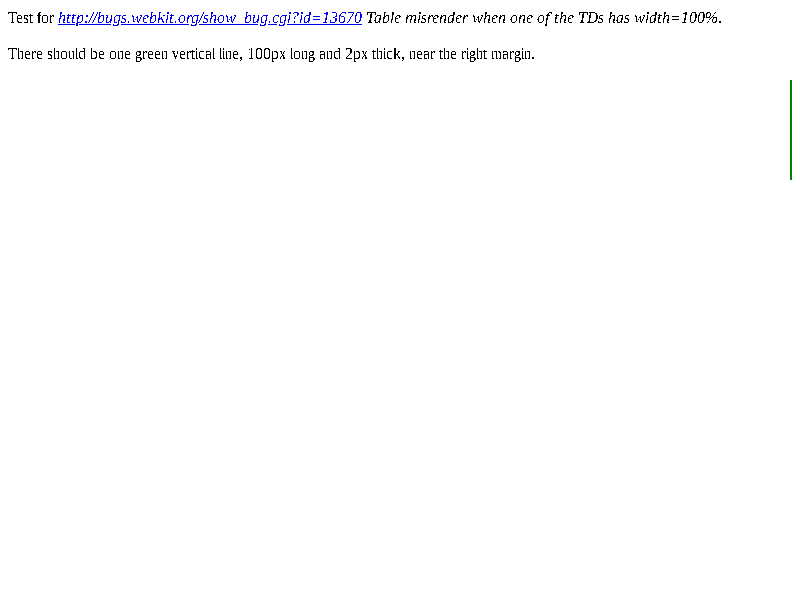 Test for http://bugs.webkit.org/show_bug.cgi?id=13670 Table misrender when one of the TDs has width=100%.
There should be one green vertical line, 100px long and 2px thick, near the right margin.